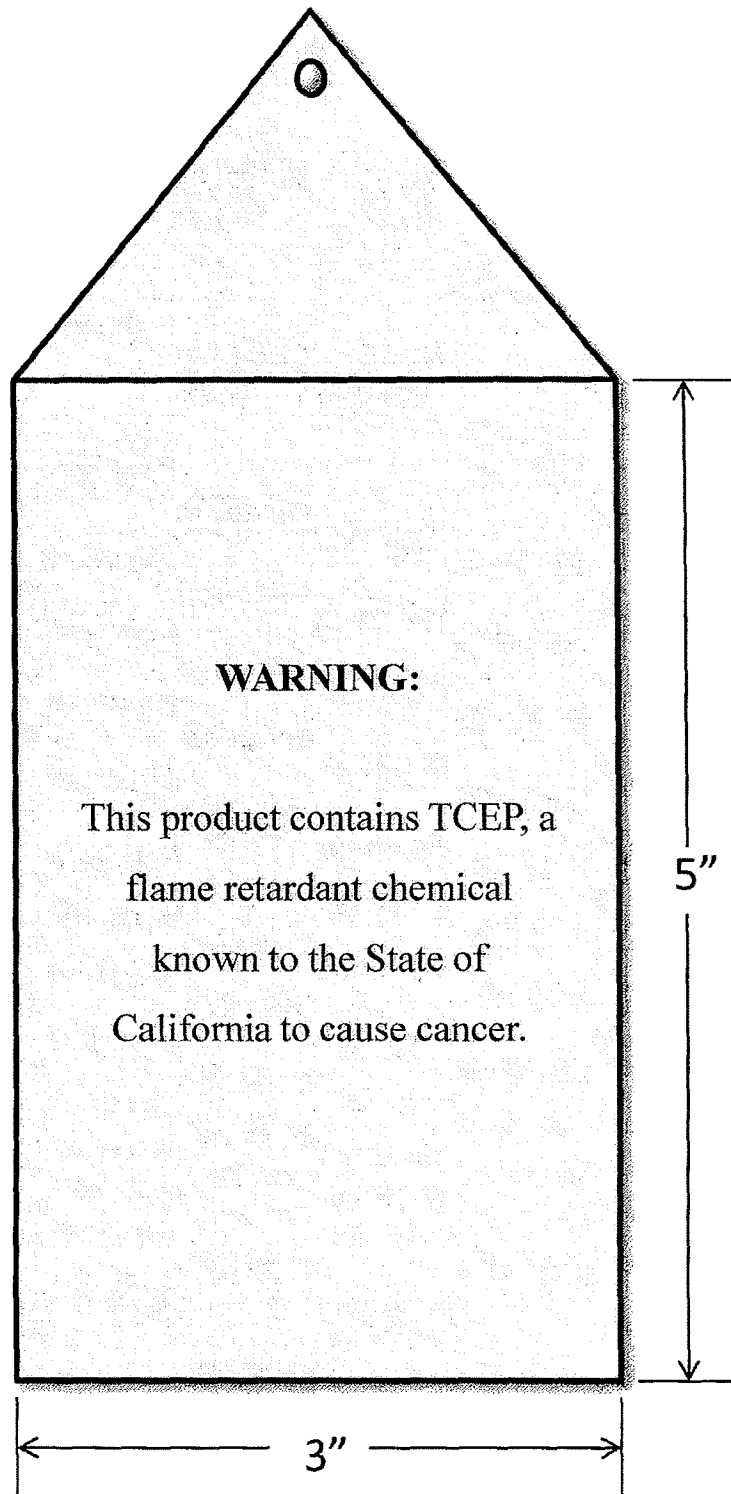 WARNING:
This product contains TCEP, a
flame retardant chemical
known to the State of
California to cause cancer.
5”
3”